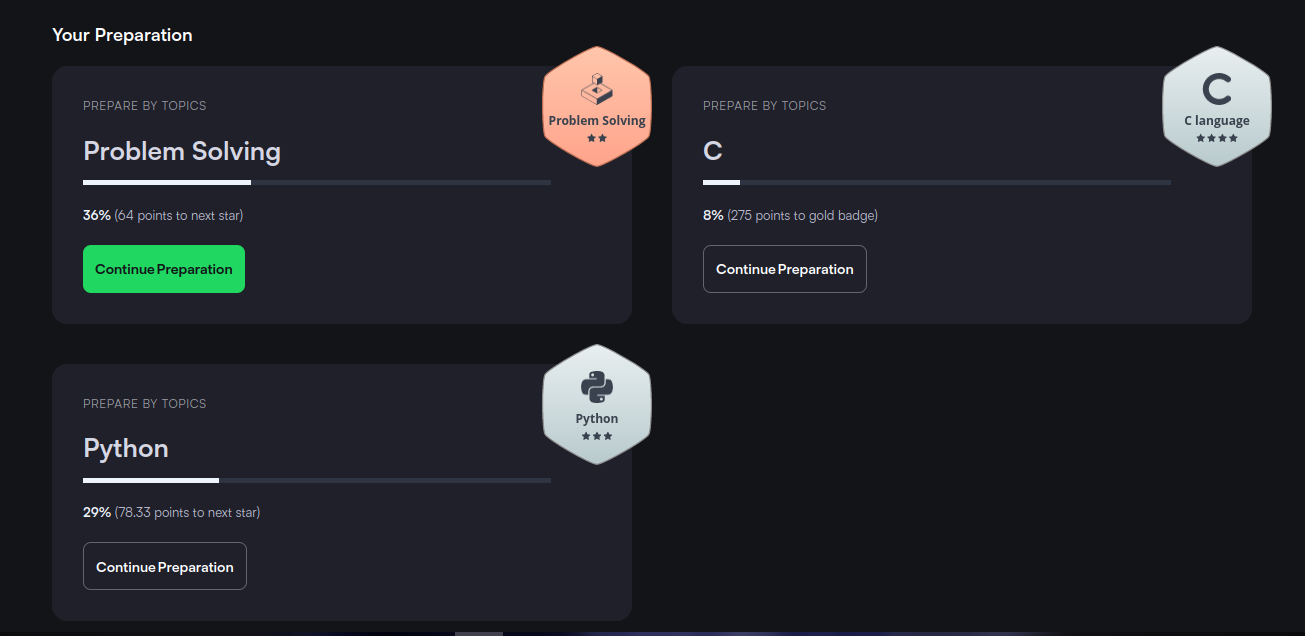 Your Preparation
PREPARE BY TOPICS
Problem Solving
36% (64 points to next star)
Continue Preparation
Problem Solving
PREPARE BY TOPICS
C
8% (275 points to gold badge)
Continue Preparation
C language
PREPARE BY TOPICS
Python
29% (78.33 points to next star)
Continue Preparation
Python